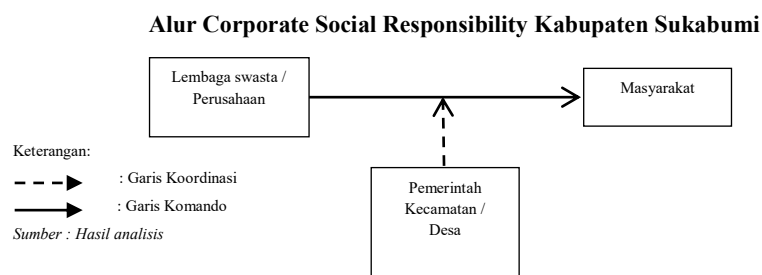 Alur Corporate Social Responsibility Kabupaten Sukabumi
Lembaga swasta /
Perusahaan
Masyarakat
Keterangan:
: Garis Koordinasi
: Garis Komando
Sumber : Hasil analisis
Pemerintah
Kecamatan /
Desa